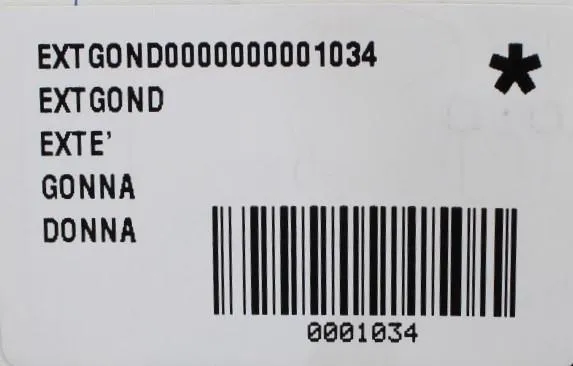 EXTGOND0000000001034
*
EXTGOND
EXTE'
GONNA
DONNA
0001034